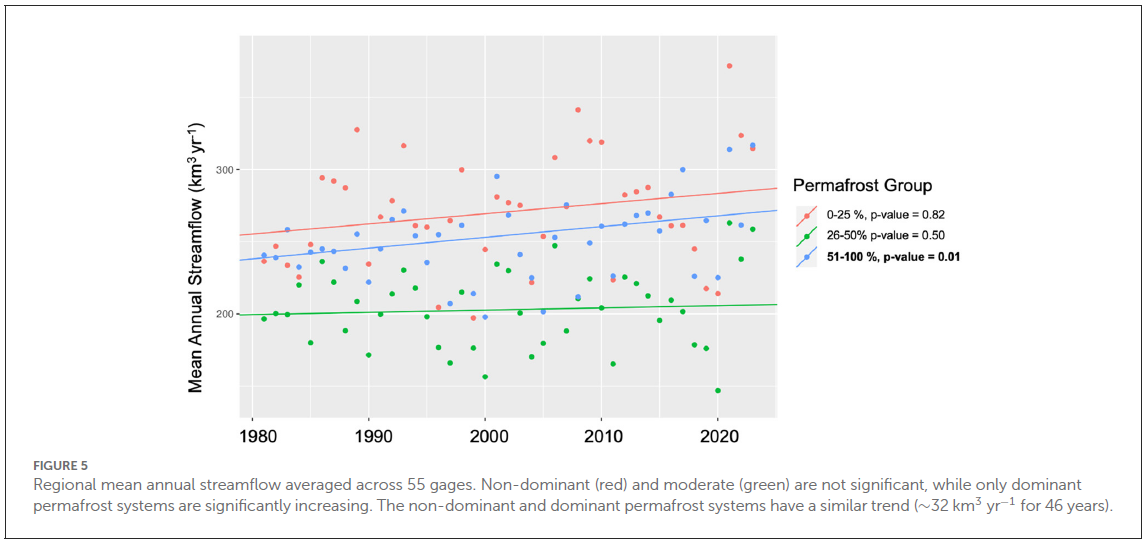 Mean Annual Streamflow (km³ yr⁻¹)
300
200
1980 1990 2000 2010 2020
Permafrost Group
0-25 %, p-value = 0.82
26-50% p-value = 0.50
51-100 %, p-value = 0.01
FIGURE 5
Regional mean annual streamflow averaged across 55 gages. Non-dominant (red) and moderate (green) are not significant, while only dominant
permafrost systems are significantly increasing. The non-dominant and dominant permafrost systems have a similar trend (~32 km³ yr⁻¹ for 46 years).